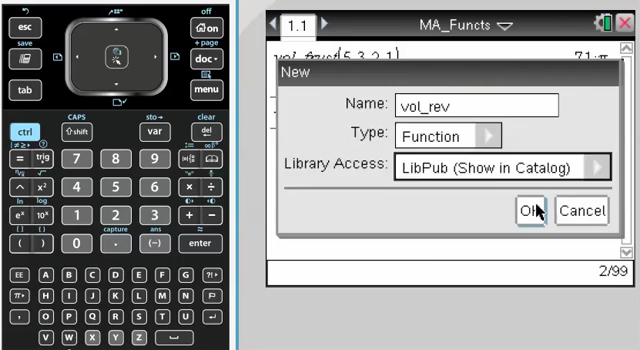 off
esc
on
save
+ page
doc
tab
menu
CAPS
sto→
clear
ctrl
shift
var
del
= trig 7 8 9
^ x² 4 5 6 × ÷
ln log
eˣ 10ˣ 1 2 3 + −
capture ans
( ) 0 . (−) enter
EE A B C D E F G ?!
π H I J K L M N
, O P Q R S T U
V W X Y Z
1.1 MA_Functs
New
Name: vol_rev
Type: Function
Library Access: LibPub (Show in Catalog)
OK Cancel
2/99